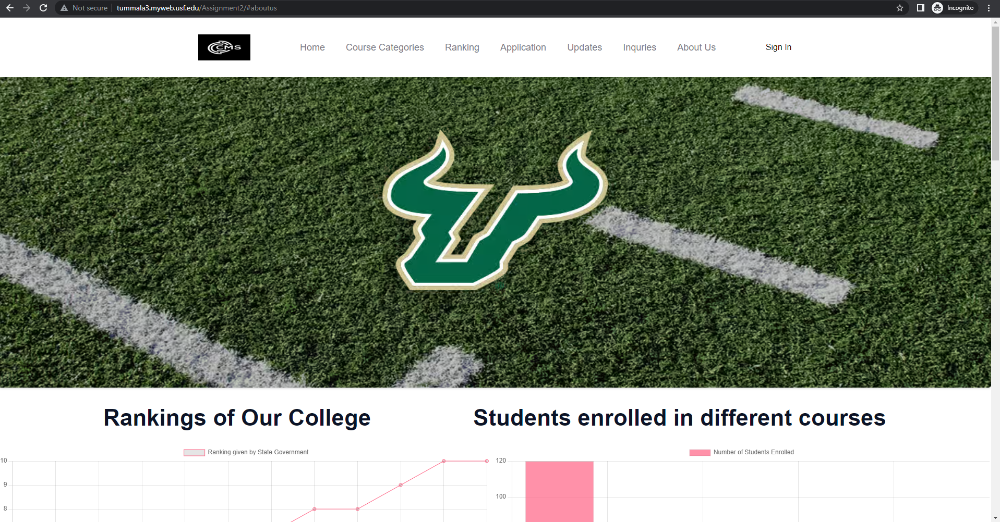 Not secure tummala3.myweb.usf.edu/Assignment2/#aboutus Incognito
CMS Home Course Categories Ranking Application Updates Inquries About Us Sign In
Rankings of Our College
Students enrolled in different courses
Ranking given by State Government
10
9
8
Number of Students Enrolled
120
100